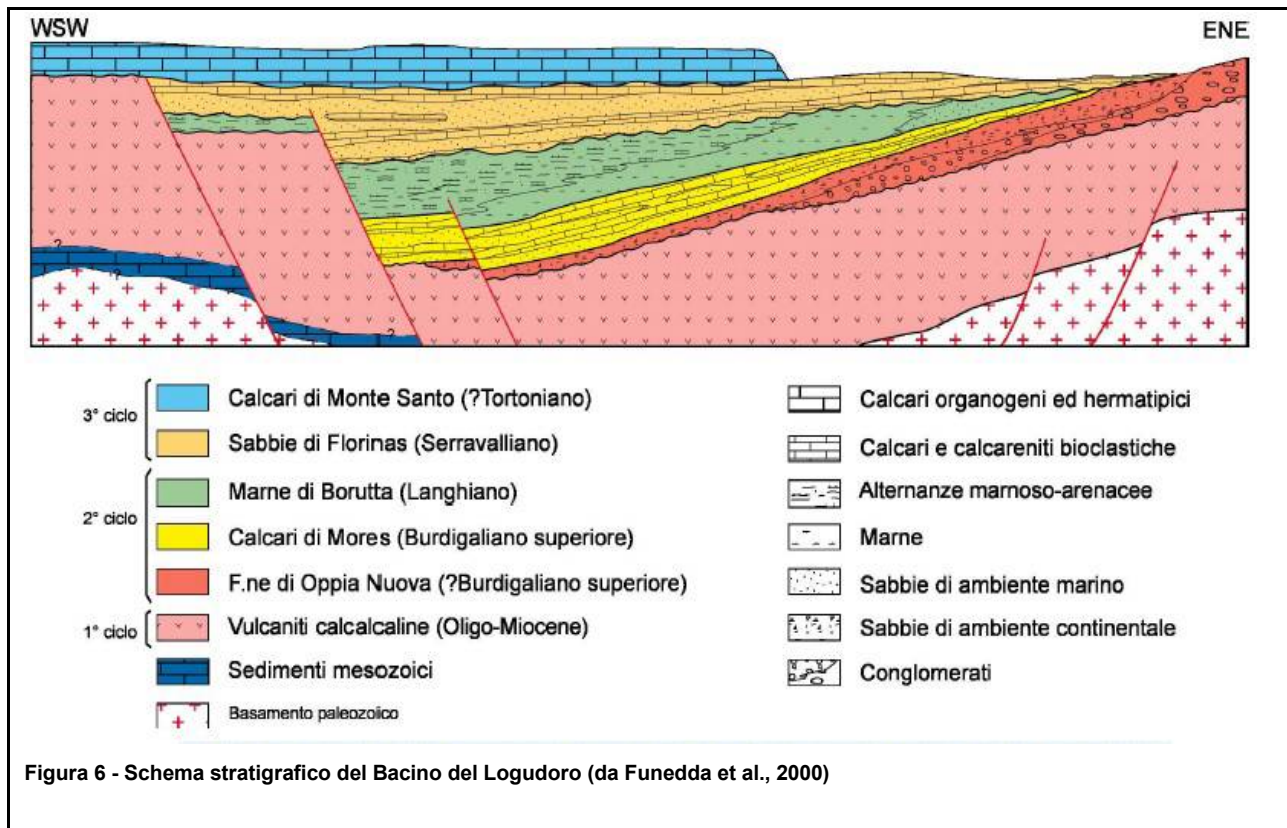 WSW
ENE
?
?
?
3° ciclo
Calcari di Monte Santo (?Tortoniano)
Sabbie di Florinas (Serravalliano)
2° ciclo
Marne di Borutta (Langhiano)
Calcari di Mores (Burdigaliano superiore)
F.ne di Oppia Nuova (?Burdigaliano superiore)
1° ciclo
Vulcaniti calcalcaline (Oligo-Miocene)
Sedimenti mesozoici
Basamento paleozoico
Calcari organogeni ed hermatipici
Calcari e calcareniti bioclastiche
Alternanze marnoso-arenacee
Marne
Sabbie di ambiente marino
Sabbie di ambiente continentale
Conglomerati
Figura 6 - Schema stratigrafico del Bacino del Logudoro (da Funedda et al., 2000)